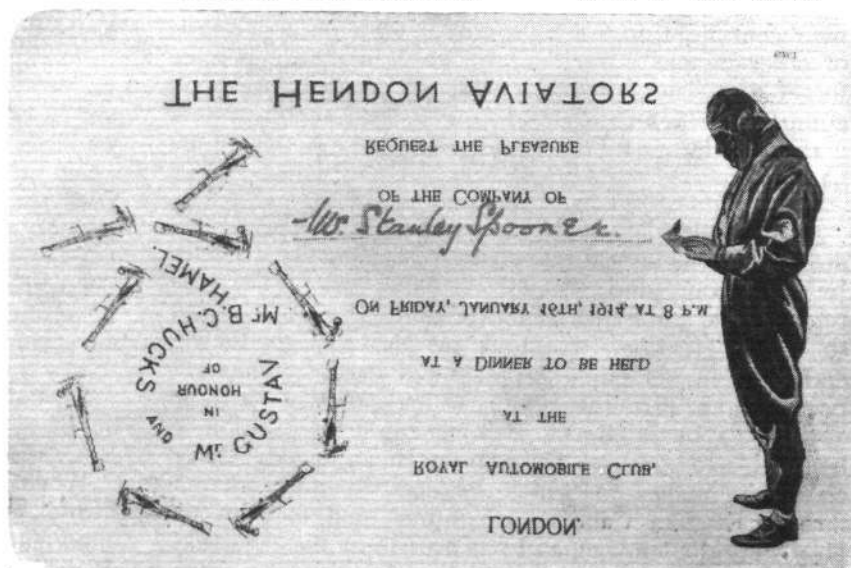 THE HENDON AVIATORS
REQUEST THE PLEASURE
OF THE COMPANY OF
Mr. Stanley Spooner.
ON FRIDAY, JANUARY 16TH, 1914, AT 8 P.M.
AT A DINNER TO BE HELD
AT THE
ROYAL AUTOMOBILE CLUB,
LONDON.
IN
HONOUR
OF
Mr. B. C. HUCKS
AND
Mr. GUSTAV
HAMEL.